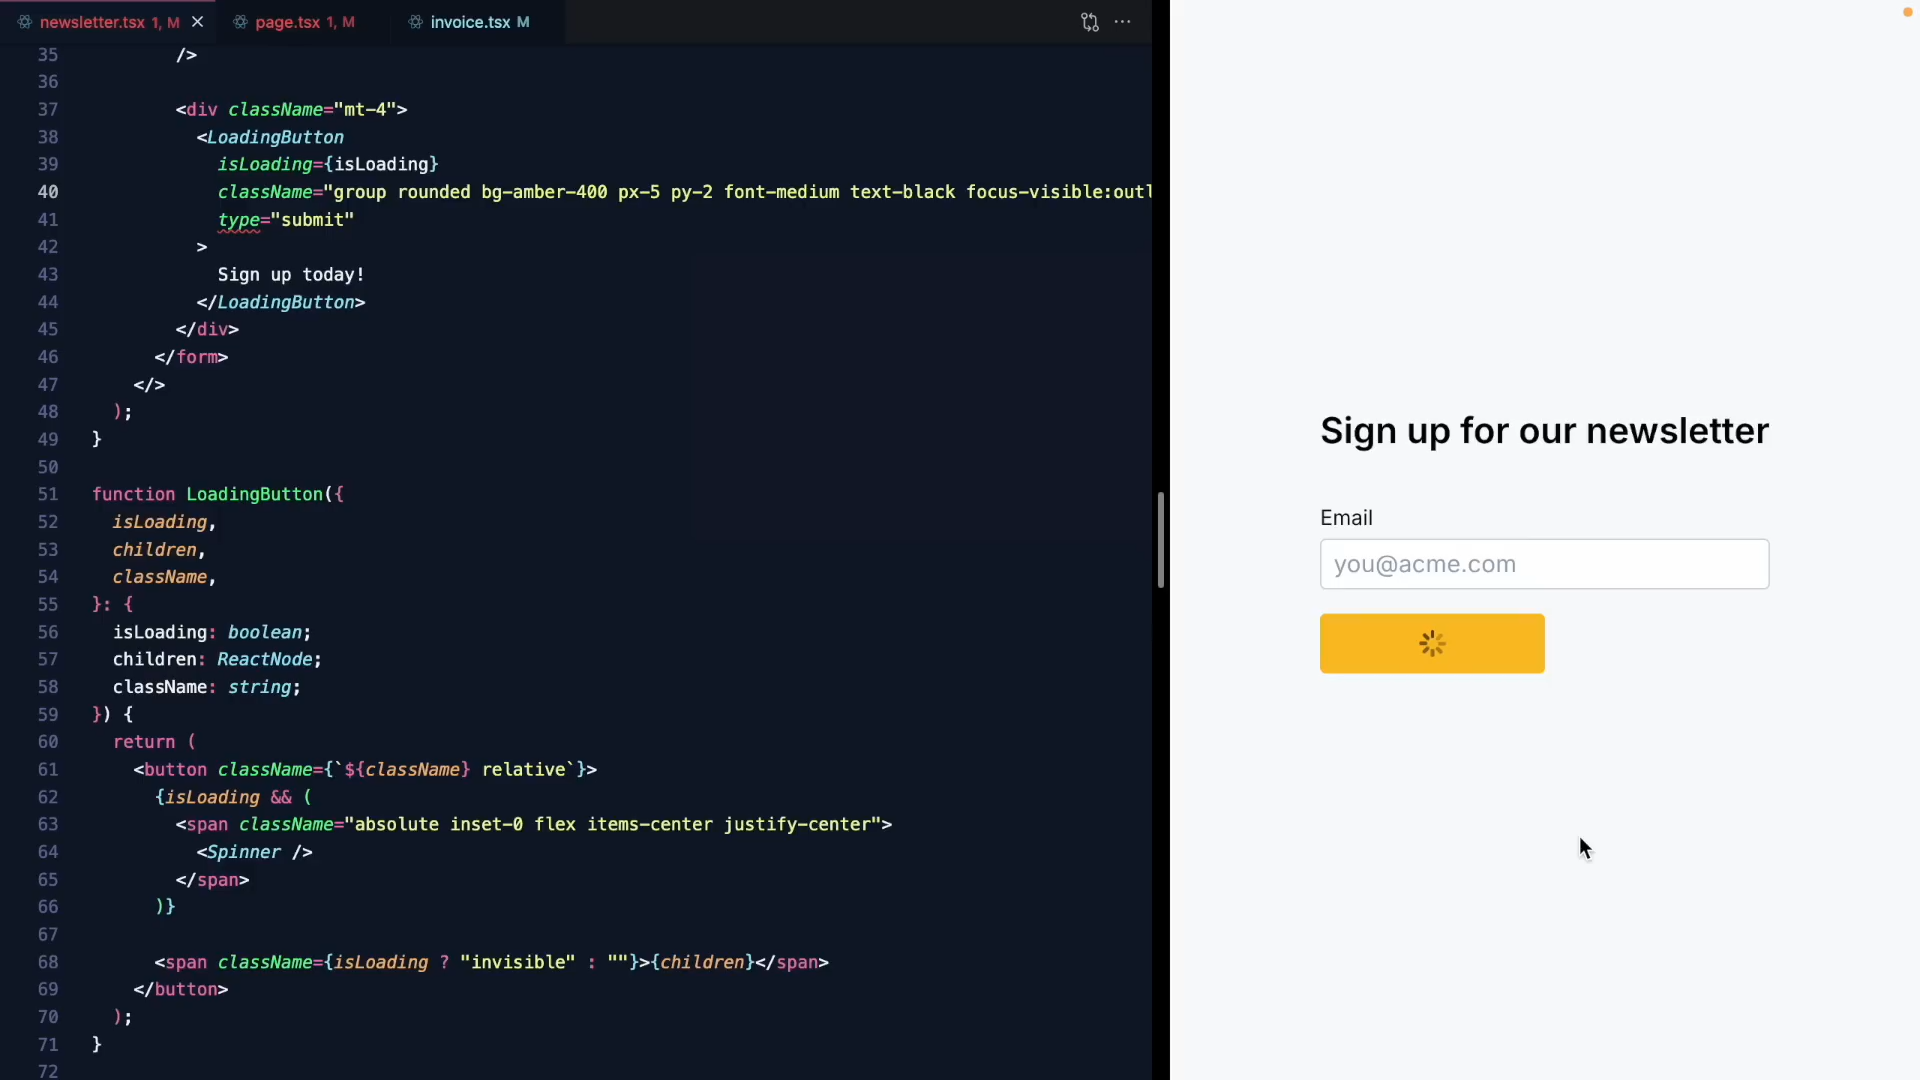 newsletter.tsx 1, M
page.tsx 1, M
invoice.tsx M
35 />
36
37 <div className="mt-4">
38 <LoadingButton
39 isLoading={isLoading}
40 className="group rounded bg-amber-400 px-5 py-2 font-medium text-black focus-visible:outl
41 type="submit"
42 >
43 Sign up today!
44 </LoadingButton>
45 </div>
46 </form>
47 </>
48 );
49 }
50
51 function LoadingButton({
52 isLoading,
53 children,
54 className,
55 }: {
56 isLoading: boolean;
57 children: ReactNode;
58 className: string;
59 }) {
60 return (
61 <button className={`${className} relative`}>
62 {isLoading && (
63 <span className="absolute inset-0 flex items-center justify-center">
64 <Spinner />
65 </span>
66 )}
67
68 <span className={isLoading ? "invisible" : ""}>{children}</span>
69 </button>
70 );
71 }
72
Sign up for our newsletter
Email
you@acme.com